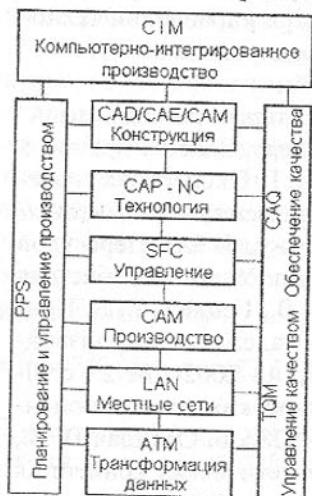 CIM
Компьютерно-интегрированное
производство
PPS
Планирование и управление производством
CAD/CAE/CAM
Конструкция
CAP - NC
Технология
SFC
Управление
CAM
Производство
LAN
Местные сети
ATM
Трансформация
данных
CAQ
TQM
Управление качеством Обеспечение качества